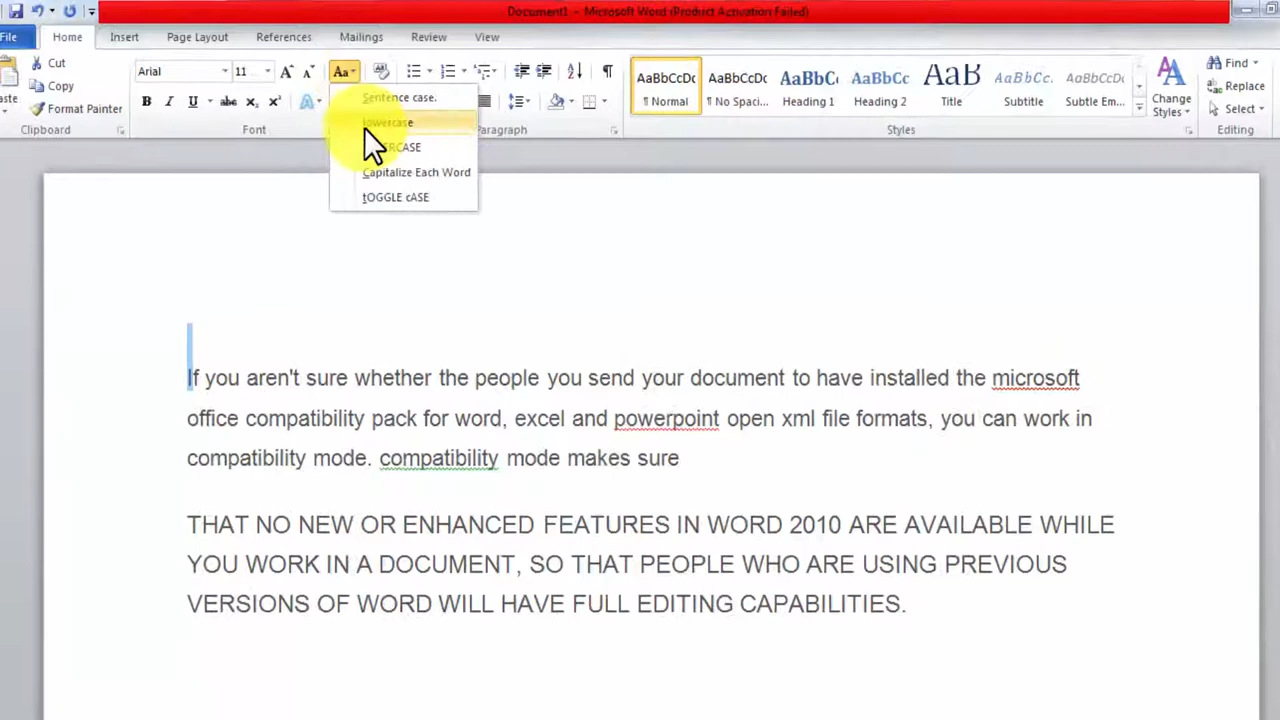 Document1 - Microsoft Word (Product Activation Failed)
File Home Insert Page Layout References Mailings Review View
Cut
Copy
Format Painter
Clipboard
Arial 11
Aa
B I U abc x₂ x² A
Font
Sentence case.
lowercase
Capitalize Each Word
tOGGLE cASE
Paragraph
AaBbCcDc AaBbCcDc AaBbC AaBbCc AaB AaBbCc. AaBbCcDc
¶ Normal ¶ No Spaci... Heading 1 Heading 2 Title Subtitle Subtle Em...
Styles
Change
Styles
Find
Replace
Select
Editing
If you aren't sure whether the people you send your document to have installed the microsoft
office compatibility pack for word, excel and powerpoint open xml file formats, you can work in
compatibility mode. compatibility mode makes sure
THAT NO NEW OR ENHANCED FEATURES IN WORD 2010 ARE AVAILABLE WHILE
YOU WORK IN A DOCUMENT, SO THAT PEOPLE WHO ARE USING PREVIOUS
VERSIONS OF WORD WILL HAVE FULL EDITING CAPABILITIES.